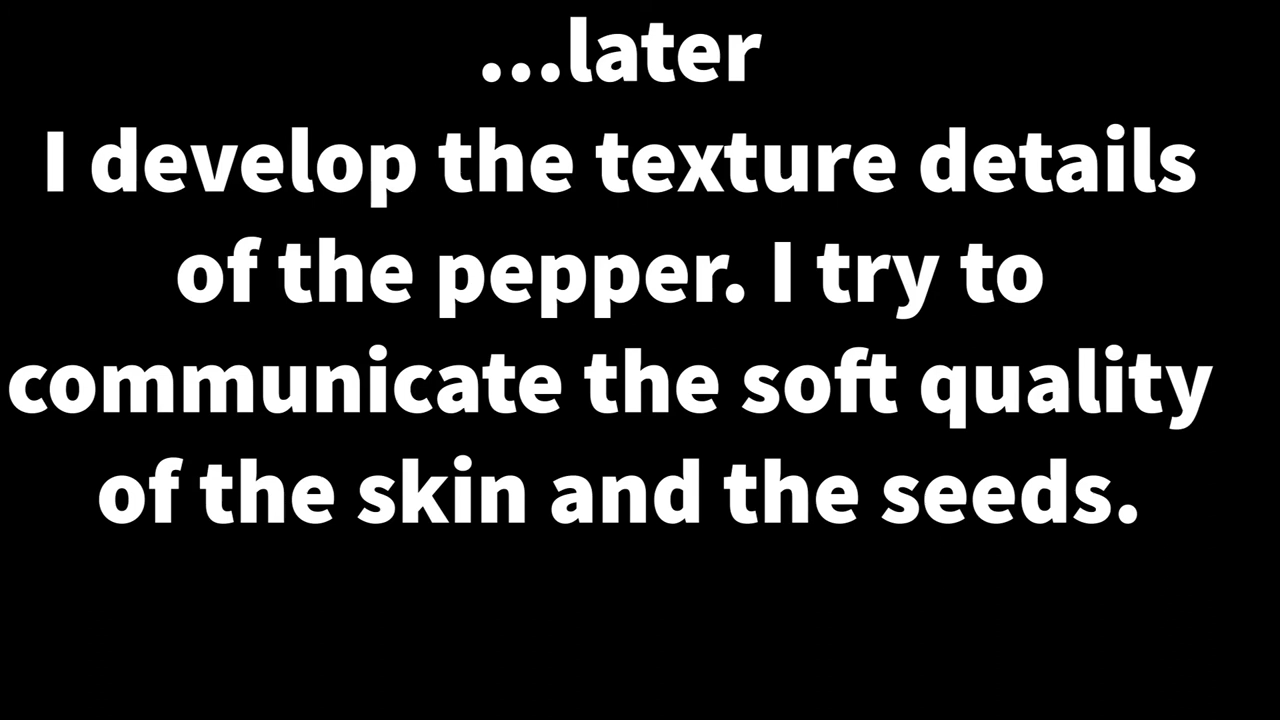 ...later
I develop the texture details
of the pepper. I try to
communicate the soft quality
of the skin and the seeds.